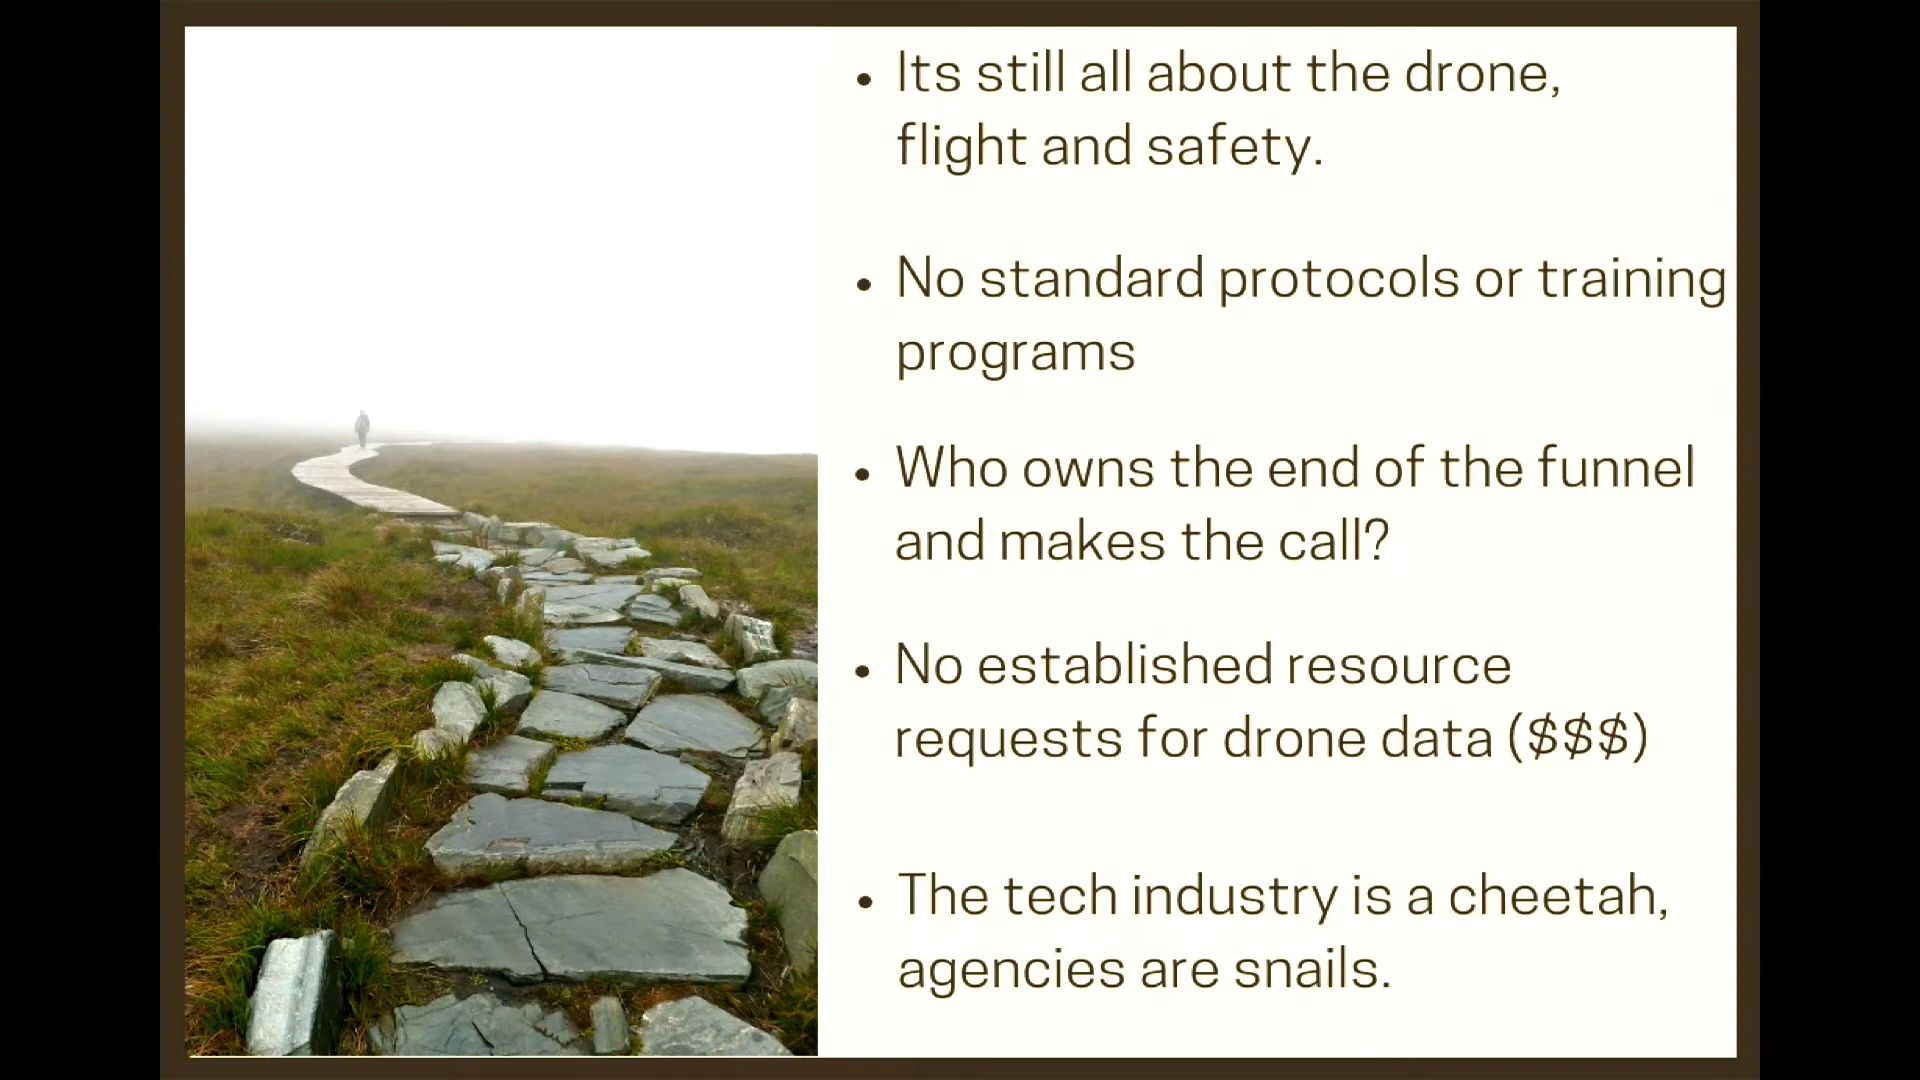 • Its still all about the drone,
flight and safety.
• No standard protocols or training
programs
• Who owns the end of the funnel
and makes the call?
• No established resource
requests for drone data ($$$)
• The tech industry is a cheetah,
agencies are snails.